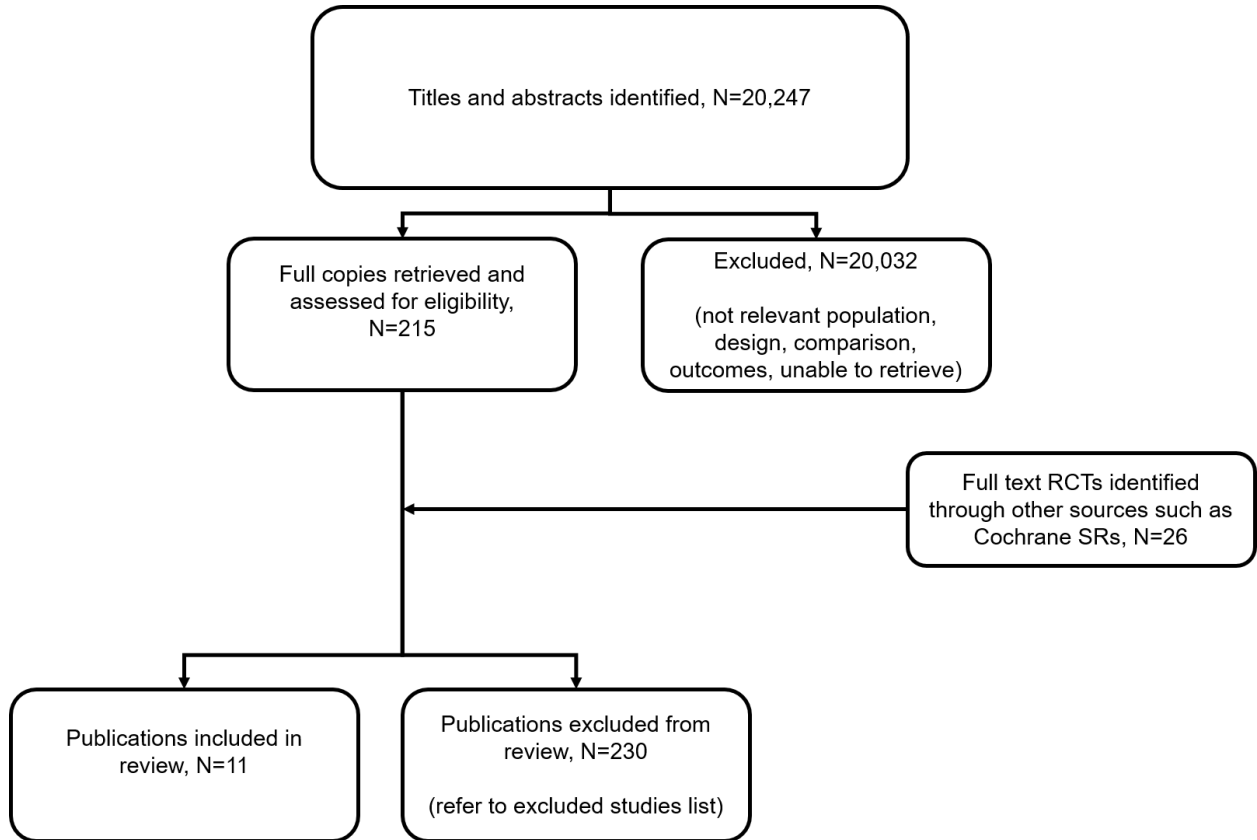 Titles and abstracts identified, N=20,247
Full copies retrieved and
assessed for eligibility,
N=215
Excluded, N=20,032
(not relevant population,
design, comparison,
outcomes, unable to retrieve)
Full text RCTs identified
through other sources such as
Cochrane SRs, N=26
Publications included in
review, N=11
Publications excluded from
review, N=230
(refer to excluded studies list)